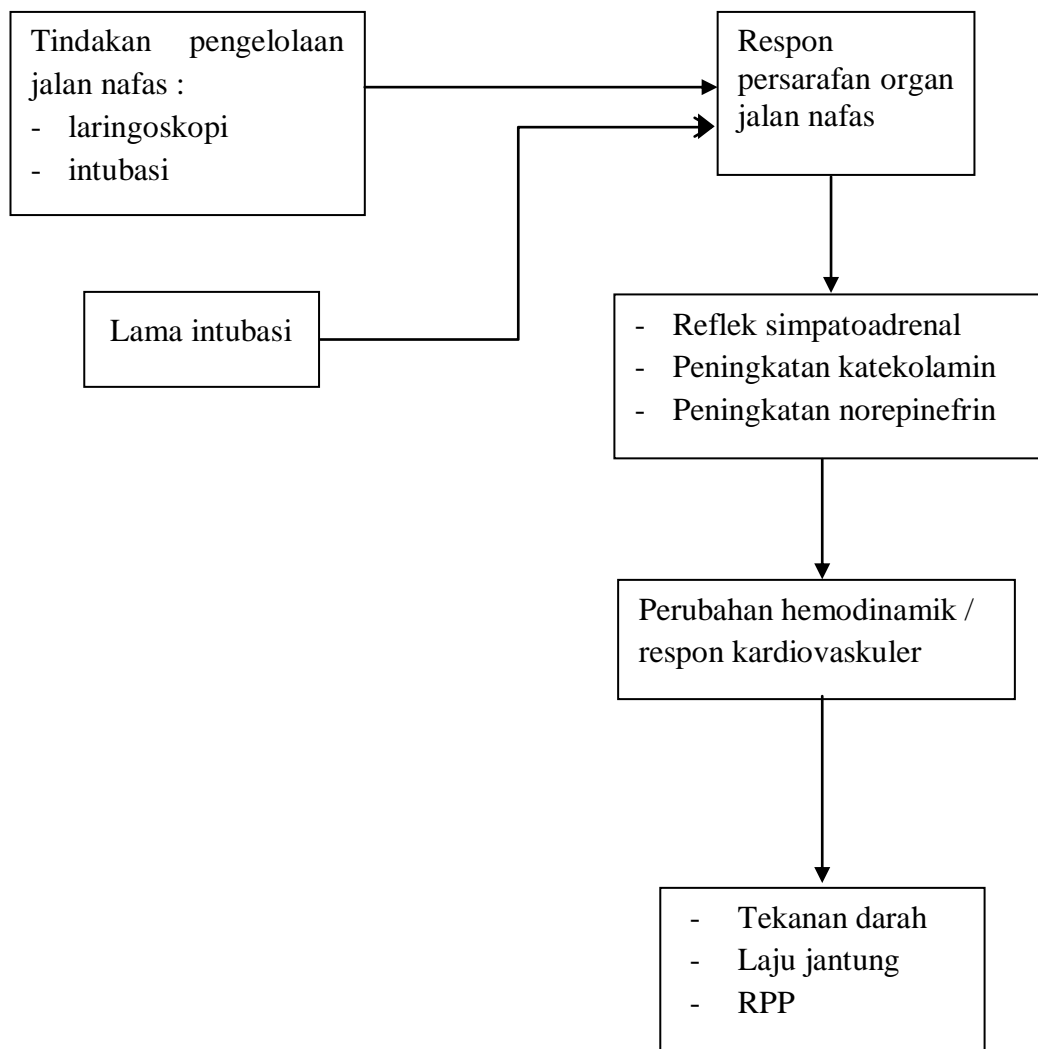 Tindakan pengelolaan
jalan nafas :
- laringoskopi
- intubasi
Respon
persarafan organ
jalan nafas
Lama intubasi
- Reflek simpatoadrenal
- Peningkatan katekolamin
- Peningkatan norepinefrin
Perubahan hemodinamik /
respon kardiovaskuler
- Tekanan darah
- Laju jantung
- RPP